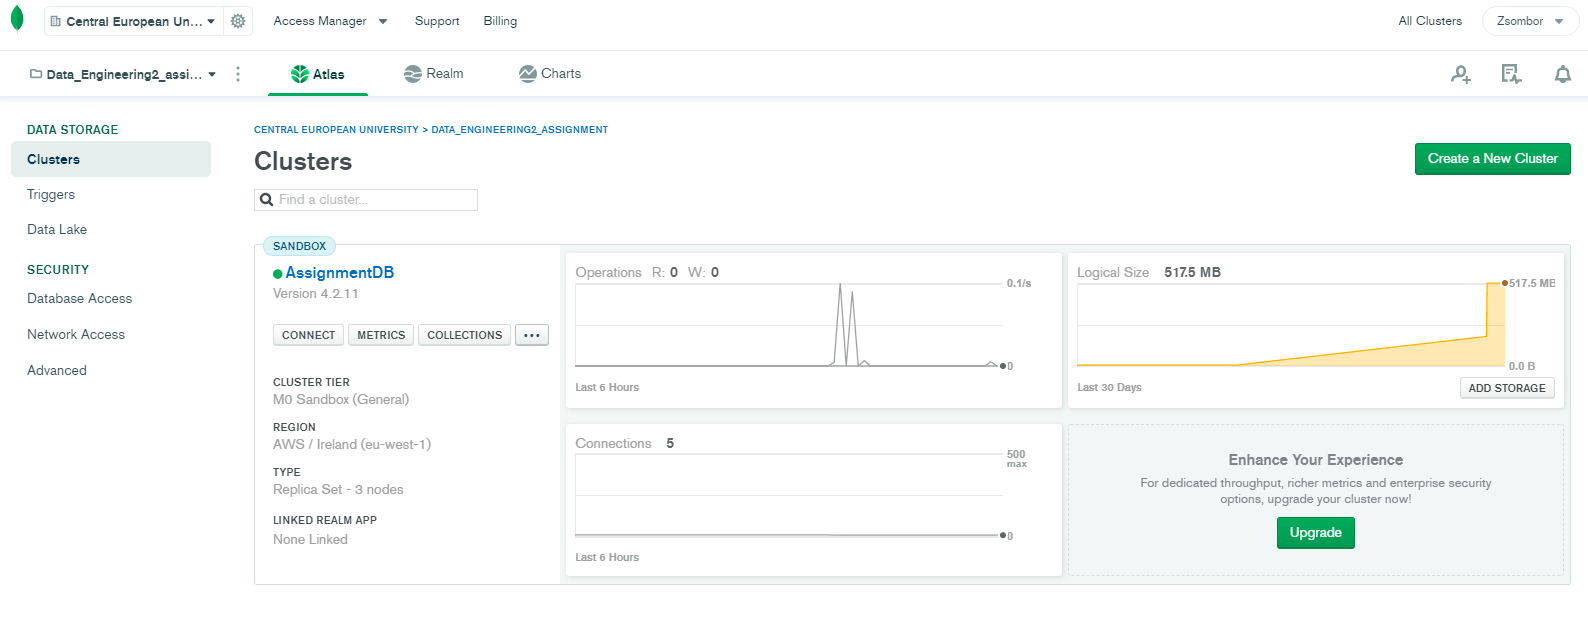 Central European Un...
Access Manager
Support
Billing
All Clusters
Zsombor
Data_Engineering2_assi...
Atlas
Realm
Charts
DATA STORAGE
Clusters
Triggers
Data Lake
SECURITY
Database Access
Network Access
Advanced
CENTRAL EUROPEAN UNIVERSITY > DATA_ENGINEERING2_ASSIGNMENT
Clusters
Create a New Cluster
Find a cluster...
SANDBOX
AssignmentDB
Version 4.2.11
CONNECT
METRICS
COLLECTIONS
...
CLUSTER TIER
M0 Sandbox (General)
REGION
AWS / Ireland (eu-west-1)
TYPE
Replica Set - 3 nodes
LINKED REALM APP
None Linked
Operations R: 0 W: 0
0.1/s
0
Last 6 Hours
Logical Size 517.5 MB
517.5 MB
0.0 B
Last 30 Days
ADD STORAGE
Connections 5
500
max
0
Last 6 Hours
Enhance Your Experience
For dedicated throughput, richer metrics and enterprise security
options, upgrade your cluster now!
Upgrade